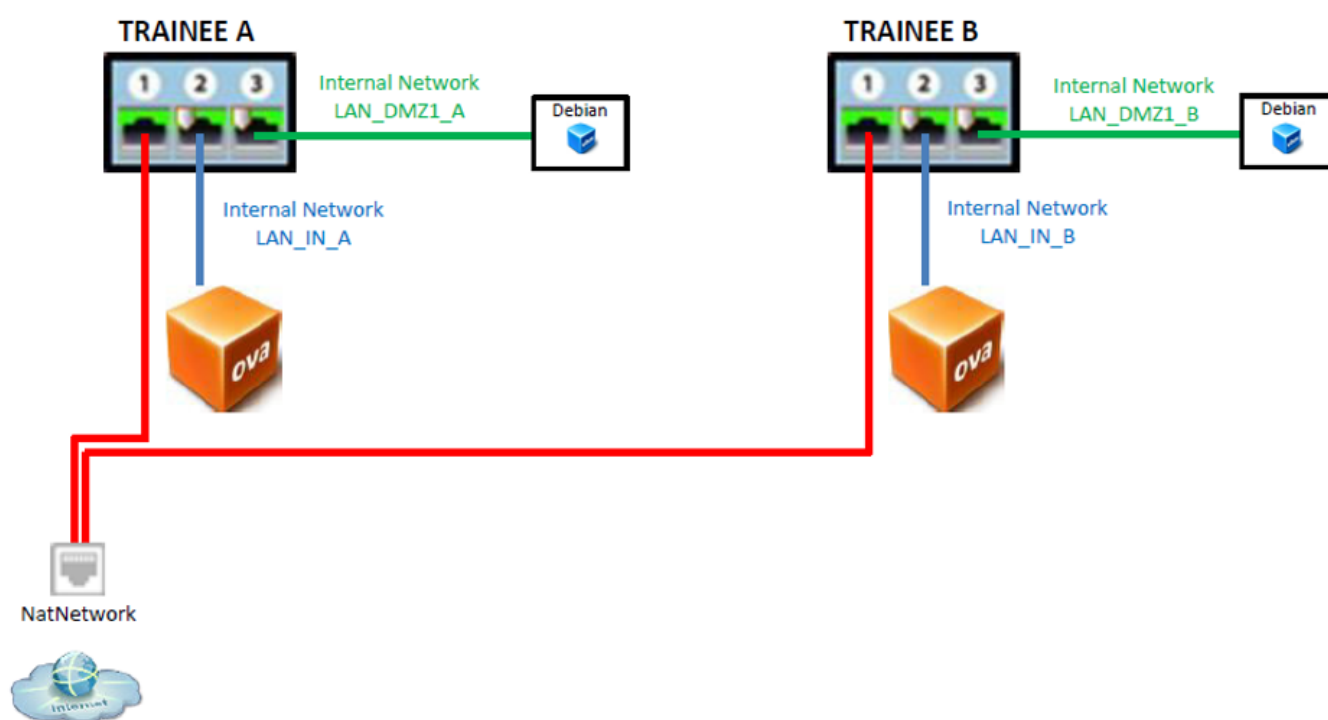 TRAINEE A
1 2 3
Internal Network
LAN_DMZ1_A
Debian
Internal Network
LAN_IN_A
ova
TRAINEE B
1 2 3
Internal Network
LAN_DMZ1_B
Debian
Internal Network
LAN_IN_B
ova
NatNetwork
Internet